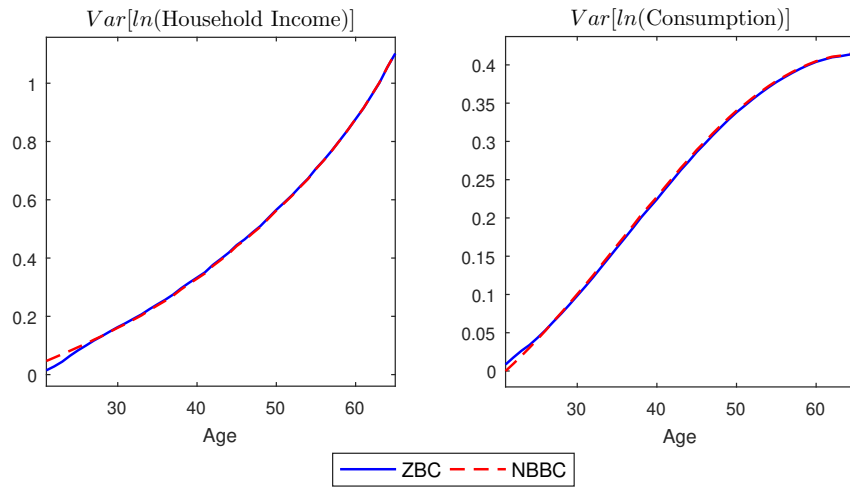 Var[ln(Household Income)]
1
0.8
0.6
0.4
0.2
0
30 40 50 60
Age
Var[ln(Consumption)]
0.4
0.35
0.3
0.25
0.2
0.15
0.1
0.05
0
30 40 50 60
Age
ZBC NBBC